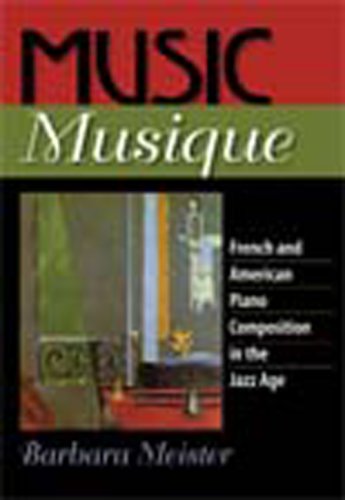 MUSIC
Musique
French and
American
Piano
Composition
in the
Jazz Age
Barbara Meister